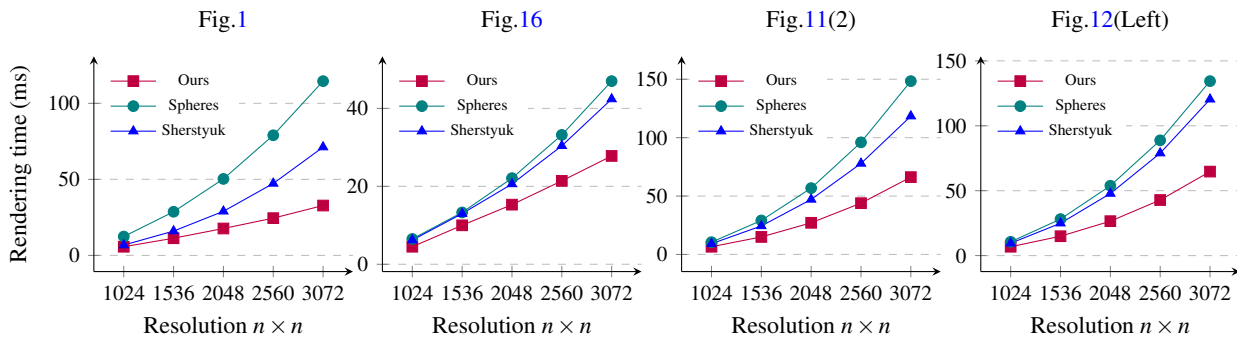 Fig.1
Fig.16
Fig.11(2)
Fig.12(Left)
Rendering time (ms)
100
50
0
Ours
Spheres
Sherstyuk
1024 1536 2048 2560 3072
Resolution n × n
40
20
0
Ours
Spheres
Sherstyuk
1024 1536 2048 2560 3072
Resolution n × n
150
100
50
0
Ours
Spheres
Sherstyuk
1024 1536 2048 2560 3072
Resolution n × n
150
100
50
0
Ours
Spheres
Sherstyuk
1024 1536 2048 2560 3072
Resolution n × n